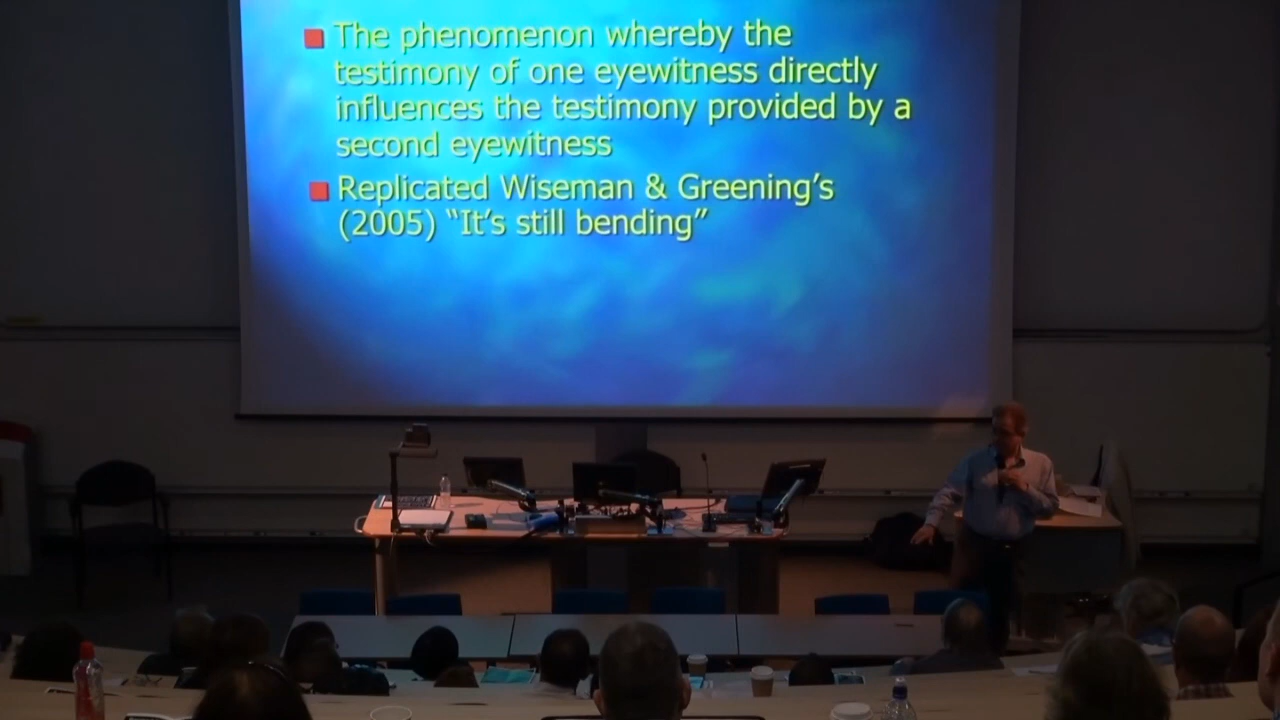 The phenomenon whereby the
testimony of one eyewitness directly
influences the testimony provided by a
second eyewitness
Replicated Wiseman & Greening's
(2005) “It's still bending”